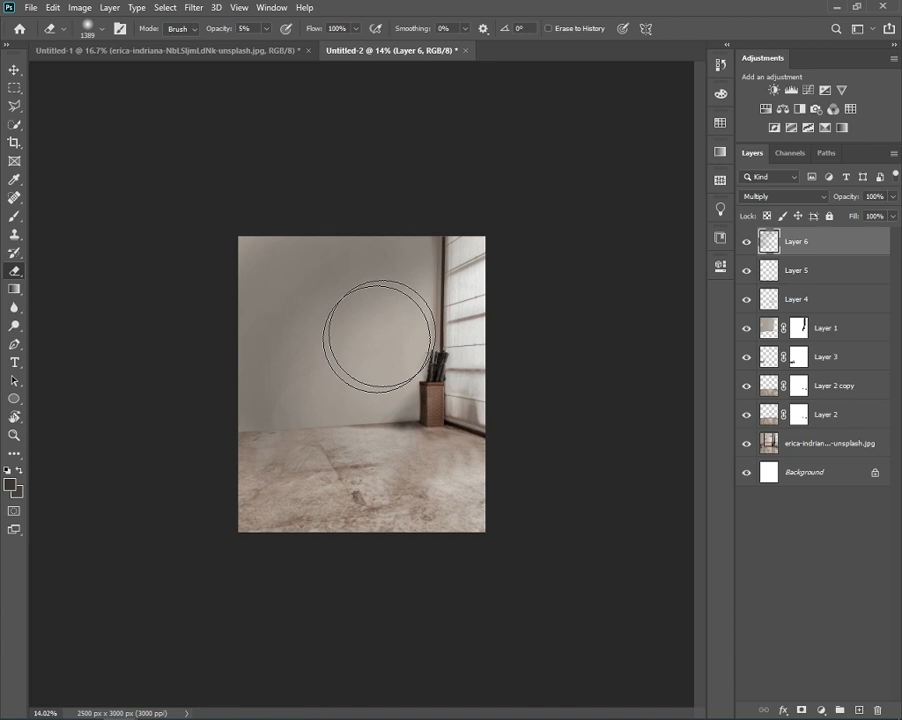 Ps File Edit Image Layer Type Select Filter 3D View Window Help
1389 Mode: Brush Opacity: 5% Flow: 100% Smoothing: 0% 0° Erase to History
Untitled-1 @ 16.7% (erica-indriana-NbLSljmLdNk-unsplash.jpg, RGB/8) * × Untitled-2 @ 14% (Layer 6, RGB/8) * ×
Adjustments
Add an adjustment
Layers Channels Paths
Kind
Multiply Opacity: 100%
Lock: Fill: 100%
Layer 6
Layer 5
Layer 4
Layer 1
Layer 3
Layer 2 copy
Layer 2
erica-indrian...-unsplash.jpg
Background
14.02% 2500 px x 3000 px (3000 ppi)